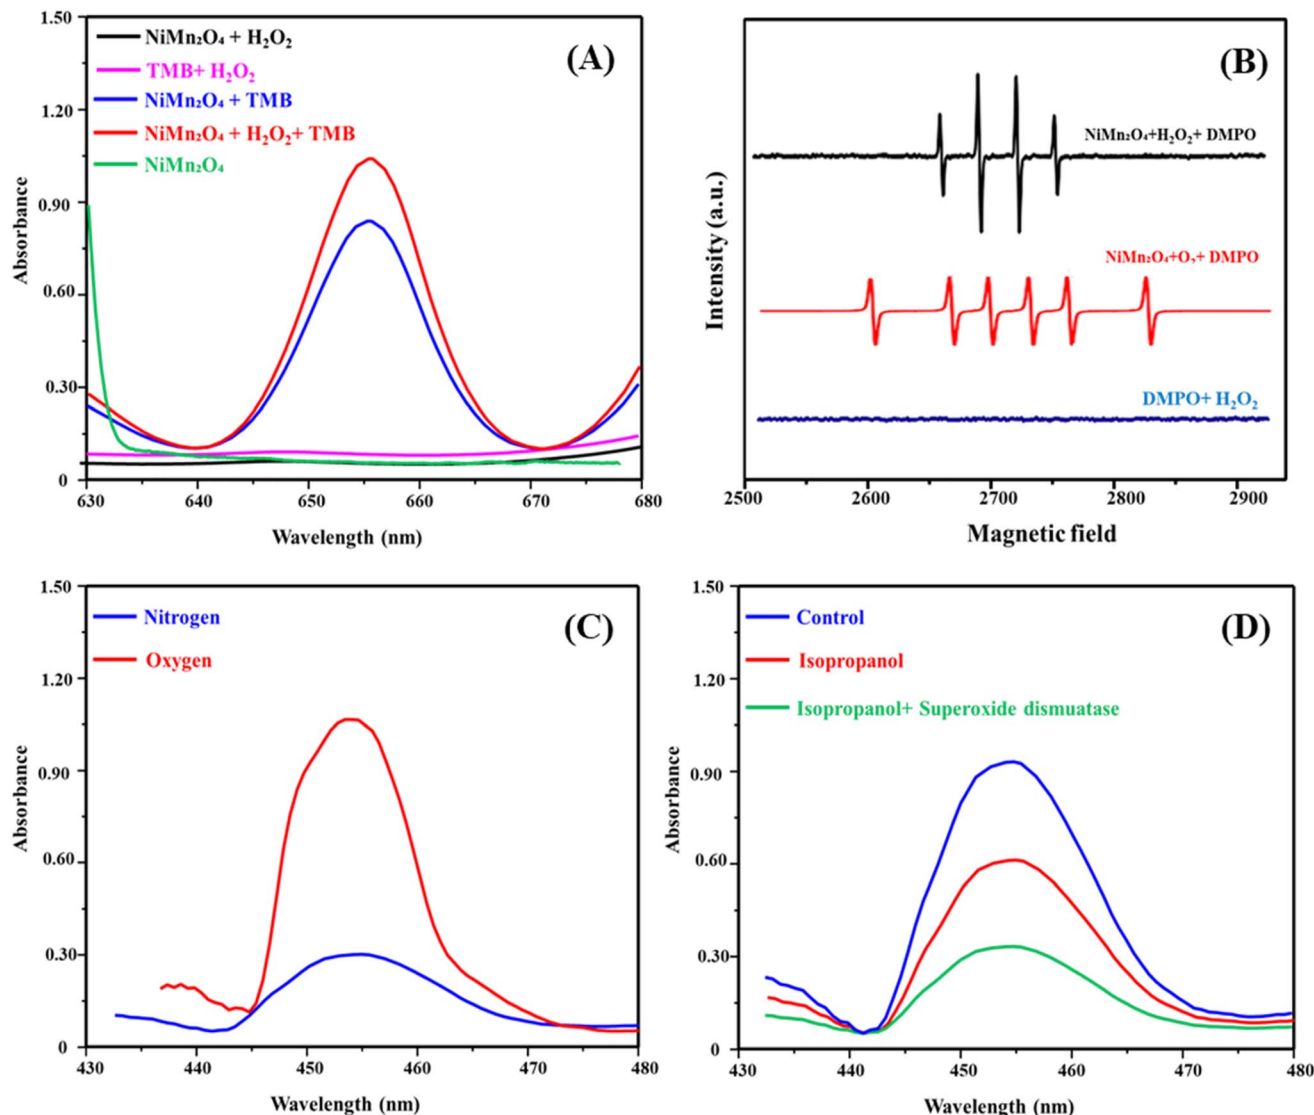 1.50
1.20
0.90
0.60
0.30
0
Absorbance
NiMn₂O₄ + H₂O₂
TMB+ H₂O₂
NiMn₂O₄ + TMB
NiMn₂O₄ + H₂O₂+ TMB
NiMn₂O₄
(A)
630 640 650 660 670 680
Wavelength (nm)
(B)
Intensity (a.u.)
NiMn₂O₄+H₂O₂+ DMPO
NiMn₂O₄+O₂+ DMPO
DMPO+ H₂O₂
2500 2600 2700 2800 2900
Magnetic field
1.50
1.20
0.90
0.60
0.30
0
Absorbance
Nitrogen
Oxygen
(C)
430 440 450 460 470 480
Wavelength (nm)
1.50
1.20
0.90
0.60
0.30
0
Absorbance
Control
Isopropanol
Isopropanol+ Superoxide dismuatase
(D)
430 440 450 460 470 480
Wavelength (nm)